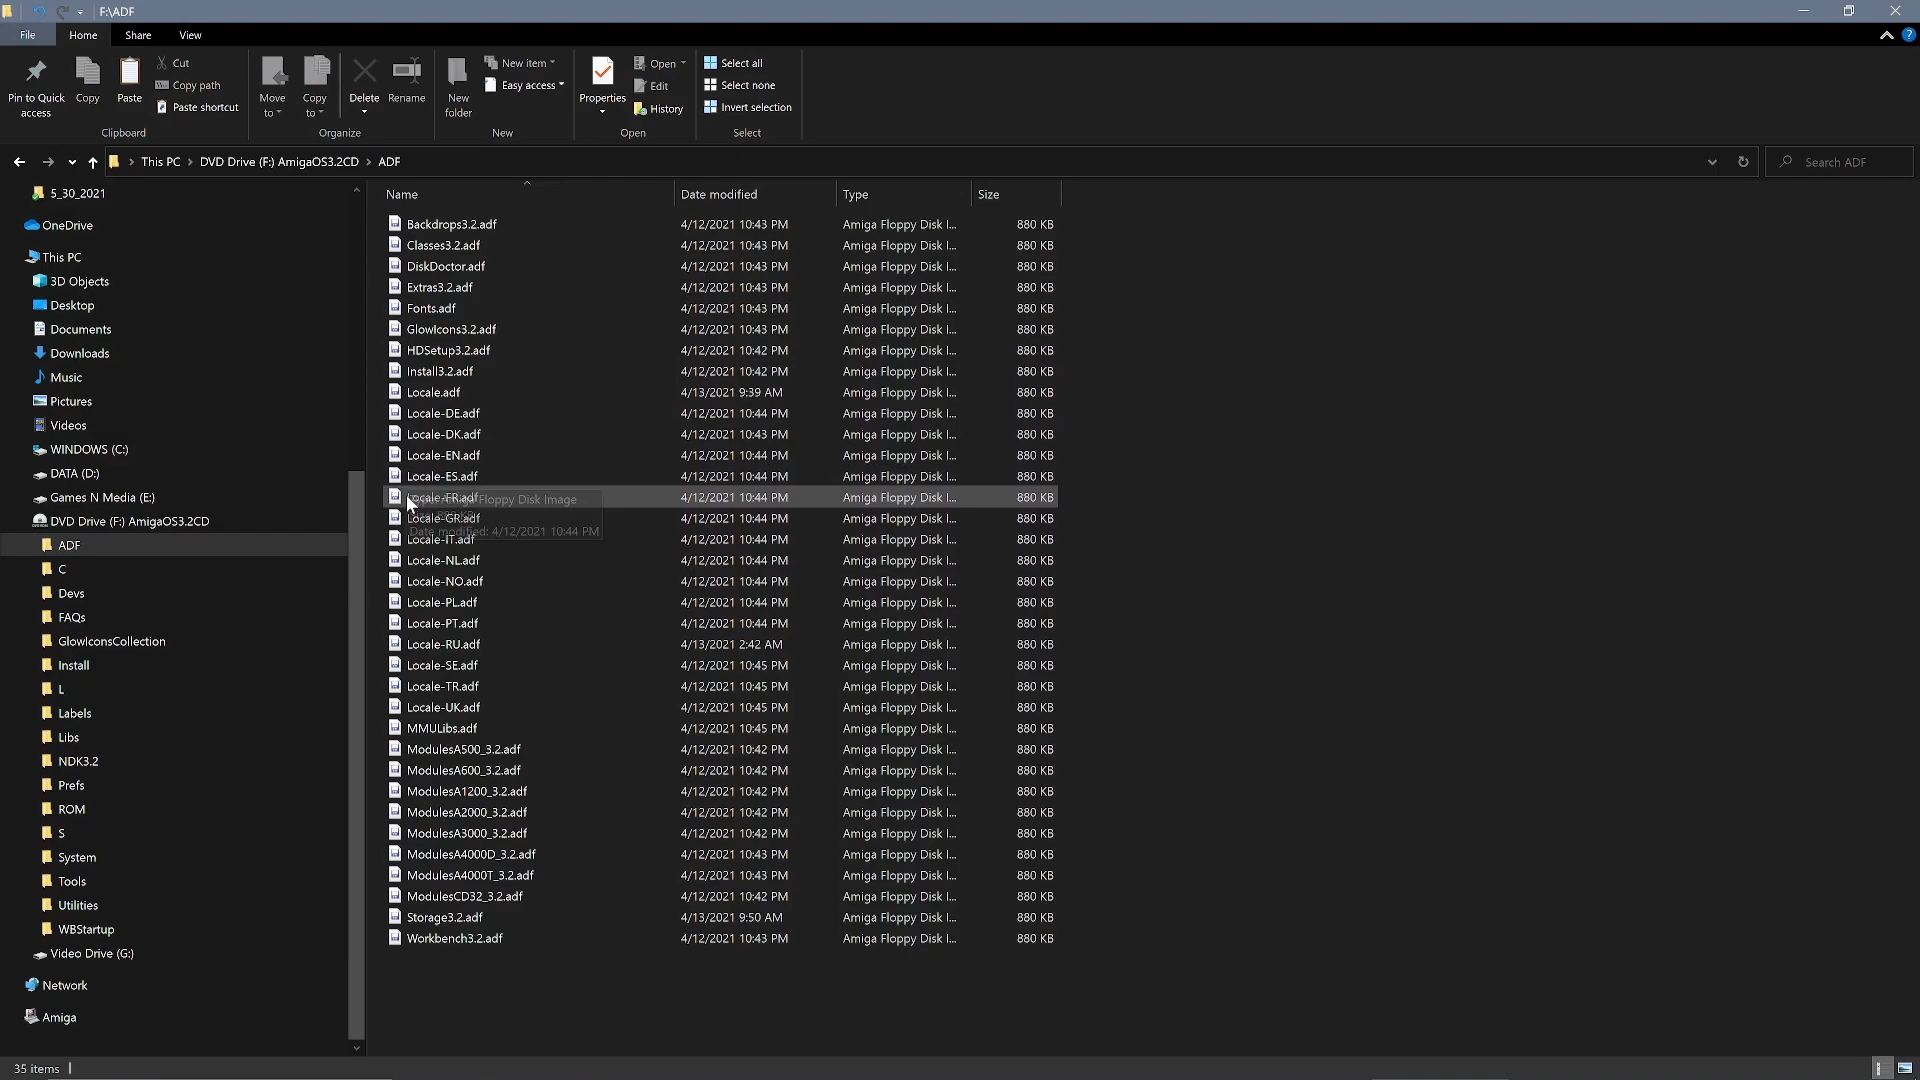 F:\ADF
File Home Share View
Pin to Quick access
Copy
Paste
Cut
Copy path
Paste shortcut
Clipboard
Move to
Copy to
Delete
Rename
Organize
New folder
New item
Easy access
New
Properties
Open
Edit
History
Open
Select all
Select none
Invert selection
Select
This PC > DVD Drive (F:) AmigaOS3.2CD > ADF
Search ADF
5_30_2021
OneDrive
This PC
3D Objects
Desktop
Documents
Downloads
Music
Pictures
Videos
WINDOWS (C:)
DATA (D:)
Games N Media (E:)
DVD Drive (F:) AmigaOS3.2CD
ADF
C
Devs
FAQs
GlowIconsCollection
Install
L
Labels
Libs
NDK3.2
Prefs
ROM
S
System
Tools
Utilities
WBStartup
Video Drive (G:)
Network
Amiga
Name Date modified Type Size
Backdrops3.2.adf 4/12/2021 10:43 PM Amiga Floppy Disk I... 880 KB
Classes3.2.adf 4/12/2021 10:43 PM Amiga Floppy Disk I... 880 KB
DiskDoctor.adf 4/12/2021 10:43 PM Amiga Floppy Disk I... 880 KB
Extras3.2.adf 4/12/2021 10:43 PM Amiga Floppy Disk I... 880 KB
Fonts.adf 4/12/2021 10:43 PM Amiga Floppy Disk I... 880 KB
GlowIcons3.2.adf 4/12/2021 10:43 PM Amiga Floppy Disk I... 880 KB
HDSetup3.2.adf 4/12/2021 10:42 PM Amiga Floppy Disk I... 880 KB
Install3.2.adf 4/12/2021 10:42 PM Amiga Floppy Disk I... 880 KB
Locale.adf 4/13/2021 9:39 AM Amiga Floppy Disk I... 880 KB
Locale-DE.adf 4/12/2021 10:44 PM Amiga Floppy Disk I... 880 KB
Locale-DK.adf 4/12/2021 10:43 PM Amiga Floppy Disk I... 880 KB
Locale-EN.adf 4/12/2021 10:44 PM Amiga Floppy Disk I... 880 KB
Locale-ES.adf 4/12/2021 10:44 PM Amiga Floppy Disk I... 880 KB
Locale-FR.adf 4/12/2021 10:44 PM Amiga Floppy Disk I... 880 KB
Floppy Disk Image
Locale-GR.adf 4/12/2021 10:44 PM Amiga Floppy Disk I... 880 KB
Date modified: 4/12/2021 10:44 PM
Locale-IT.adf 4/12/2021 10:44 PM Amiga Floppy Disk I... 880 KB
Locale-NL.adf 4/12/2021 10:44 PM Amiga Floppy Disk I... 880 KB
Locale-NO.adf 4/12/2021 10:44 PM Amiga Floppy Disk I... 880 KB
Locale-PL.adf 4/12/2021 10:44 PM Amiga Floppy Disk I... 880 KB
Locale-PT.adf 4/12/2021 10:44 PM Amiga Floppy Disk I... 880 KB
Locale-RU.adf 4/13/2021 2:42 AM Amiga Floppy Disk I... 880 KB
Locale-SE.adf 4/12/2021 10:45 PM Amiga Floppy Disk I... 880 KB
Locale-TR.adf 4/12/2021 10:45 PM Amiga Floppy Disk I... 880 KB
Locale-UK.adf 4/12/2021 10:45 PM Amiga Floppy Disk I... 880 KB
MMULibs.adf 4/12/2021 10:45 PM Amiga Floppy Disk I... 880 KB
ModulesA500_3.2.adf 4/12/2021 10:42 PM Amiga Floppy Disk I... 880 KB
ModulesA600_3.2.adf 4/12/2021 10:42 PM Amiga Floppy Disk I... 880 KB
ModulesA1200_3.2.adf 4/12/2021 10:42 PM Amiga Floppy Disk I... 880 KB
ModulesA2000_3.2.adf 4/12/2021 10:42 PM Amiga Floppy Disk I... 880 KB
ModulesA3000_3.2.adf 4/12/2021 10:42 PM Amiga Floppy Disk I... 880 KB
ModulesA4000D_3.2.adf 4/12/2021 10:43 PM Amiga Floppy Disk I... 880 KB
ModulesA4000T_3.2.adf 4/12/2021 10:43 PM Amiga Floppy Disk I... 880 KB
ModulesCD32_3.2.adf 4/12/2021 10:42 PM Amiga Floppy Disk I... 880 KB
Storage3.2.adf 4/13/2021 9:50 AM Amiga Floppy Disk I... 880 KB
Workbench3.2.adf 4/12/2021 10:43 PM Amiga Floppy Disk I... 880 KB
35 items